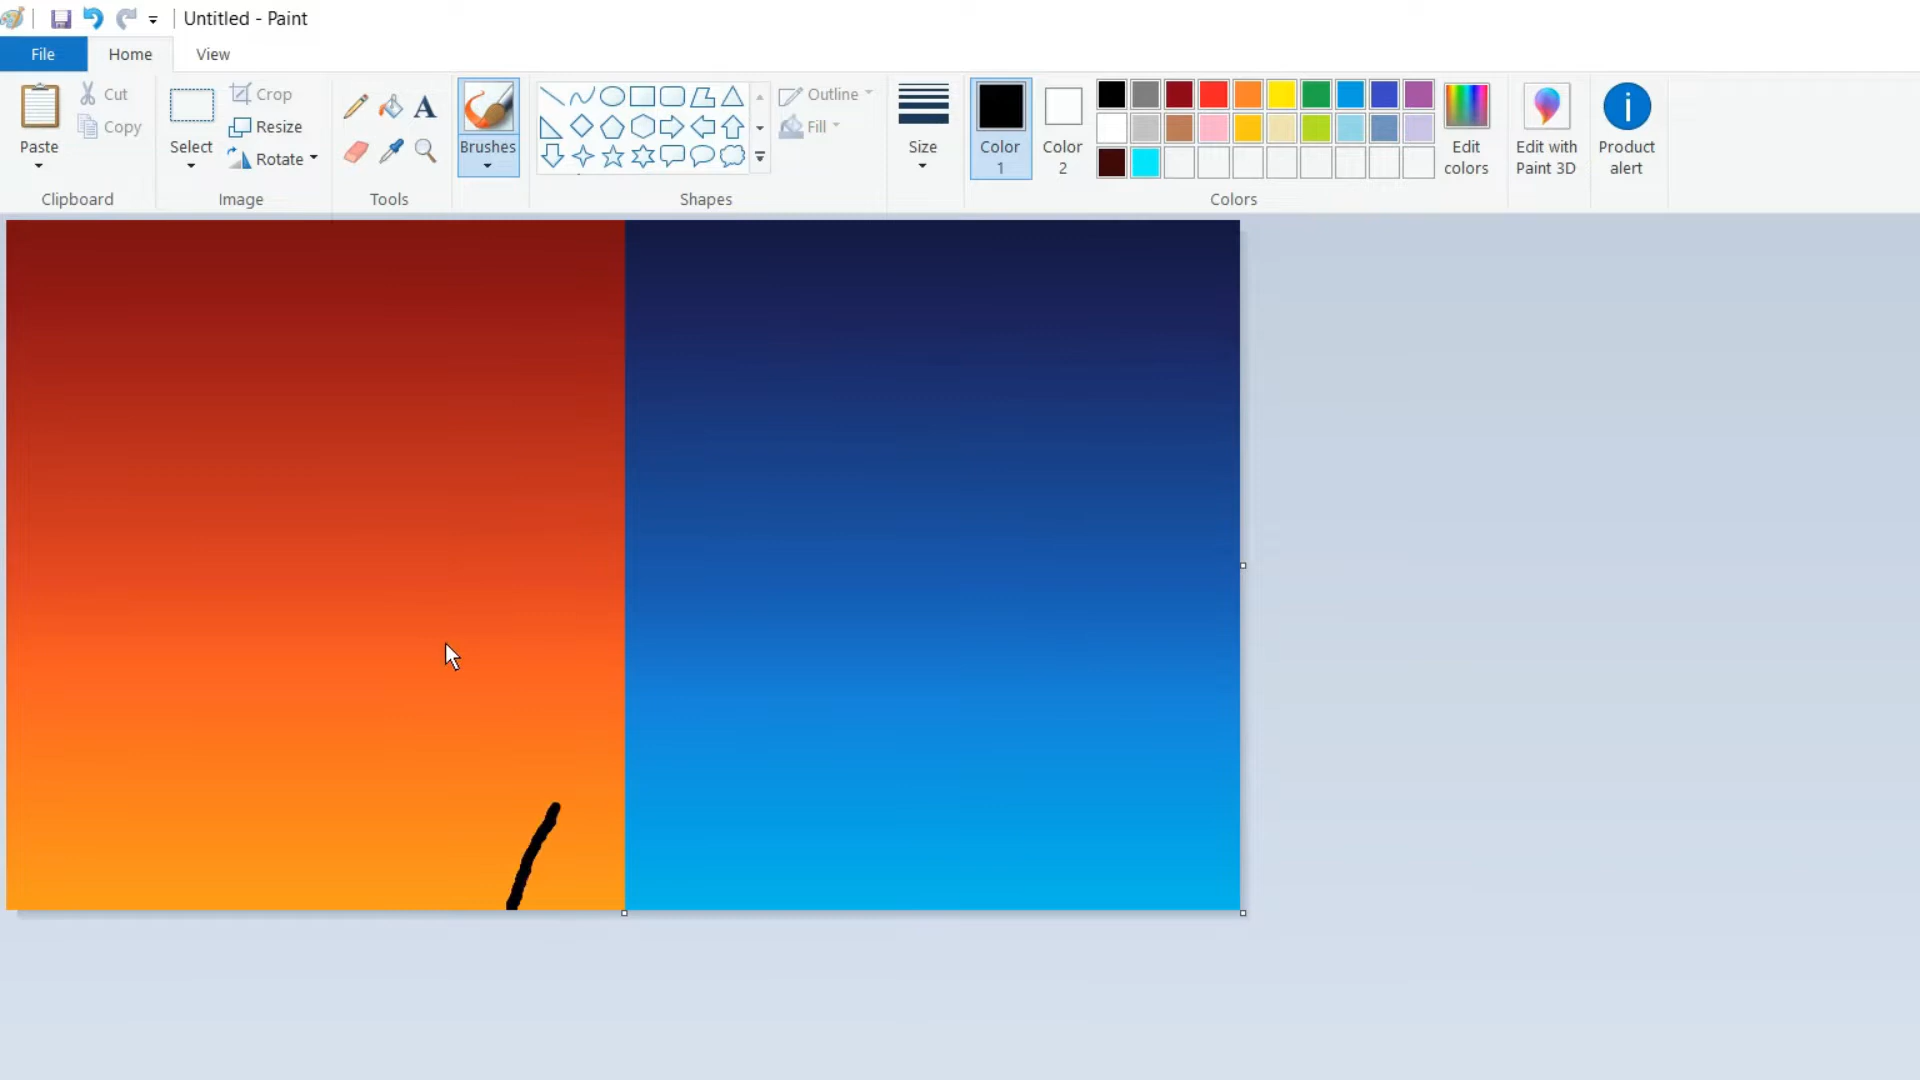 Untitled - Paint
File Home View
Cut Crop Outline
Copy Resize Fill
Paste Select Rotate Brushes Size Color 1 Color 2 Edit colors Edit with Paint 3D Product alert
Clipboard Image Tools Shapes Colors